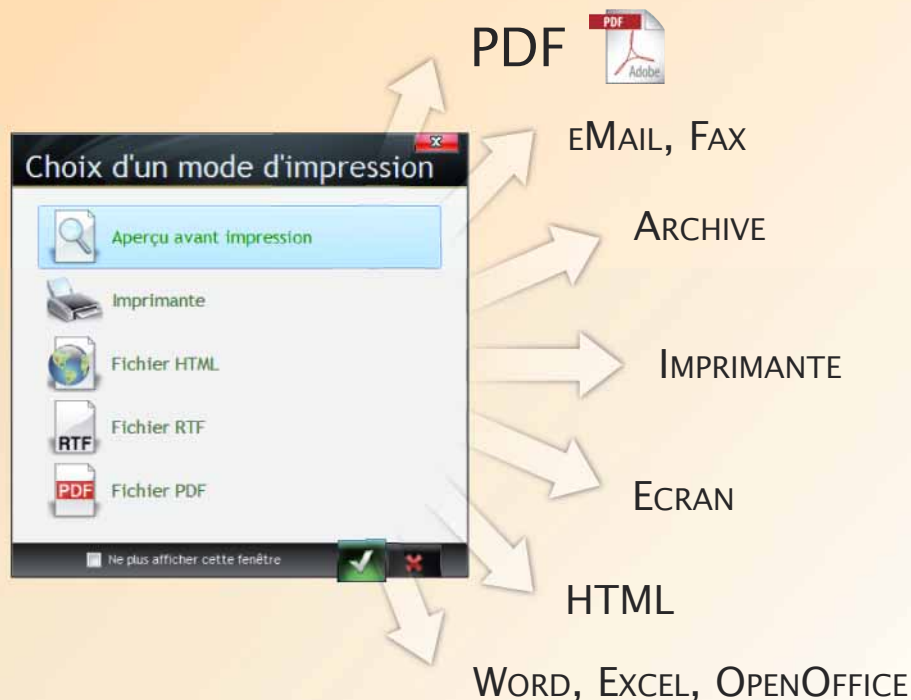 PDF
PDF
Adobe
eMail, Fax
Choix d'un mode d'impression
Archive
Aperçu avant impression
Imprimante
Imprimante
Fichier HTML
Fichier RTF
RTF
Ecran
Fichier PDF
PDF
Ne plus afficher cette fenêtre
HTML
Word, Excel, OpenOffice